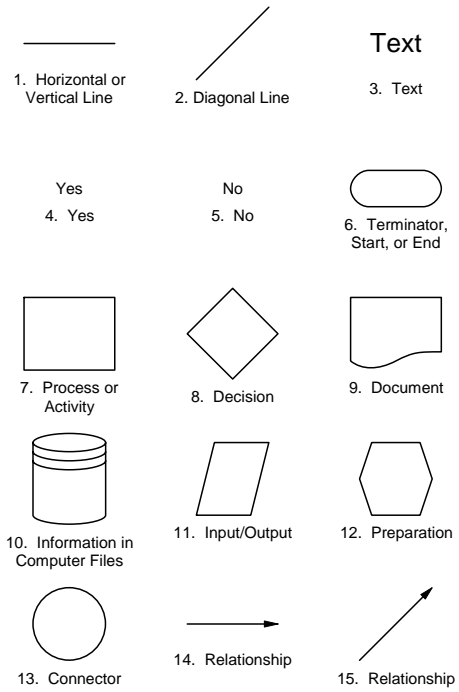 Text
1. Horizontal or
Vertical Line
2. Diagonal Line
3. Text
Yes
4. Yes
No
5. No
6. Terminator,
Start, or End
7. Process or
Activity
8. Decision
9. Document
10. Information in
Computer Files
11. Input/Output
12. Preparation
13. Connector
14. Relationship
15. Relationship